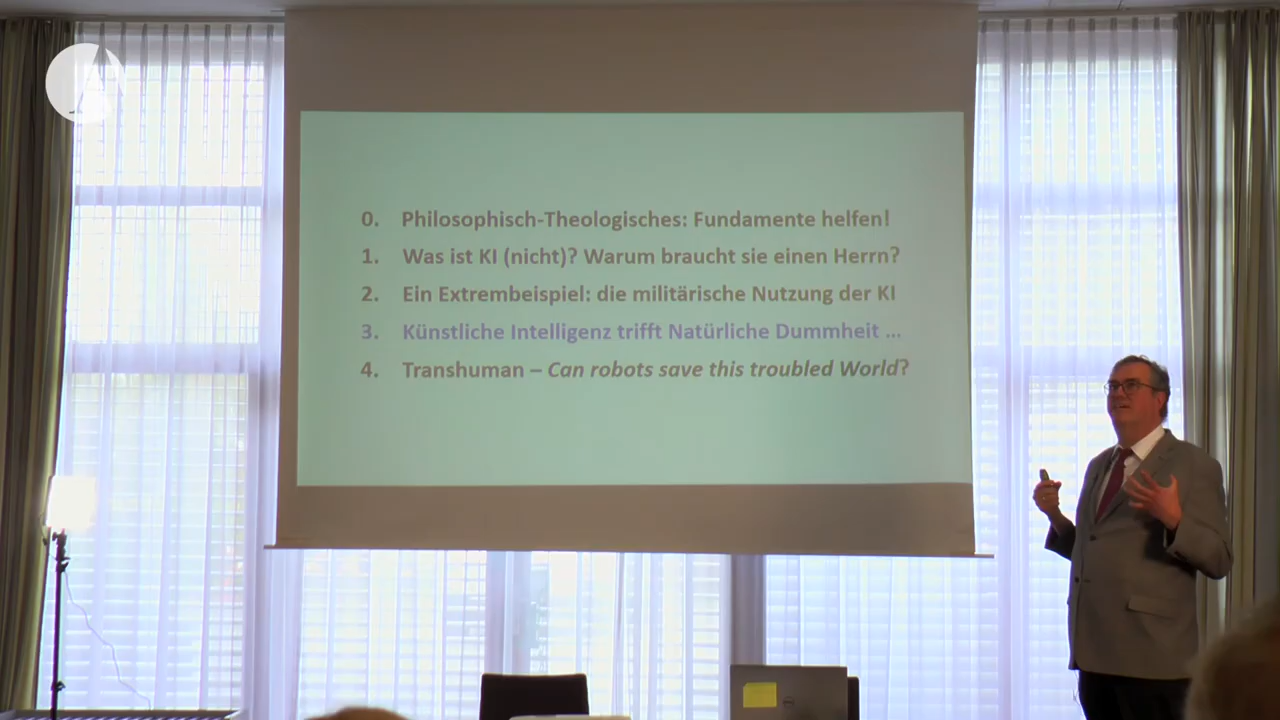 0. Philosophisch-Theologisches: Fundamente helfen!
1. Was ist KI (nicht)? Warum braucht sie einen Herrn?
2. Ein Extrembeispiel: die militärische Nutzung der KI
3. Künstliche Intelligenz trifft Natürliche Dummheit ...
4. Transhuman – Can robots save this troubled World?